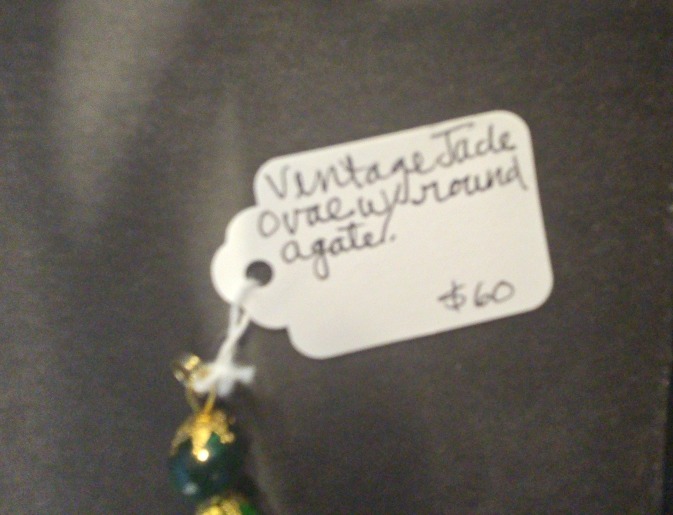 Vintage Jade
oval w/ round
agate.
$60